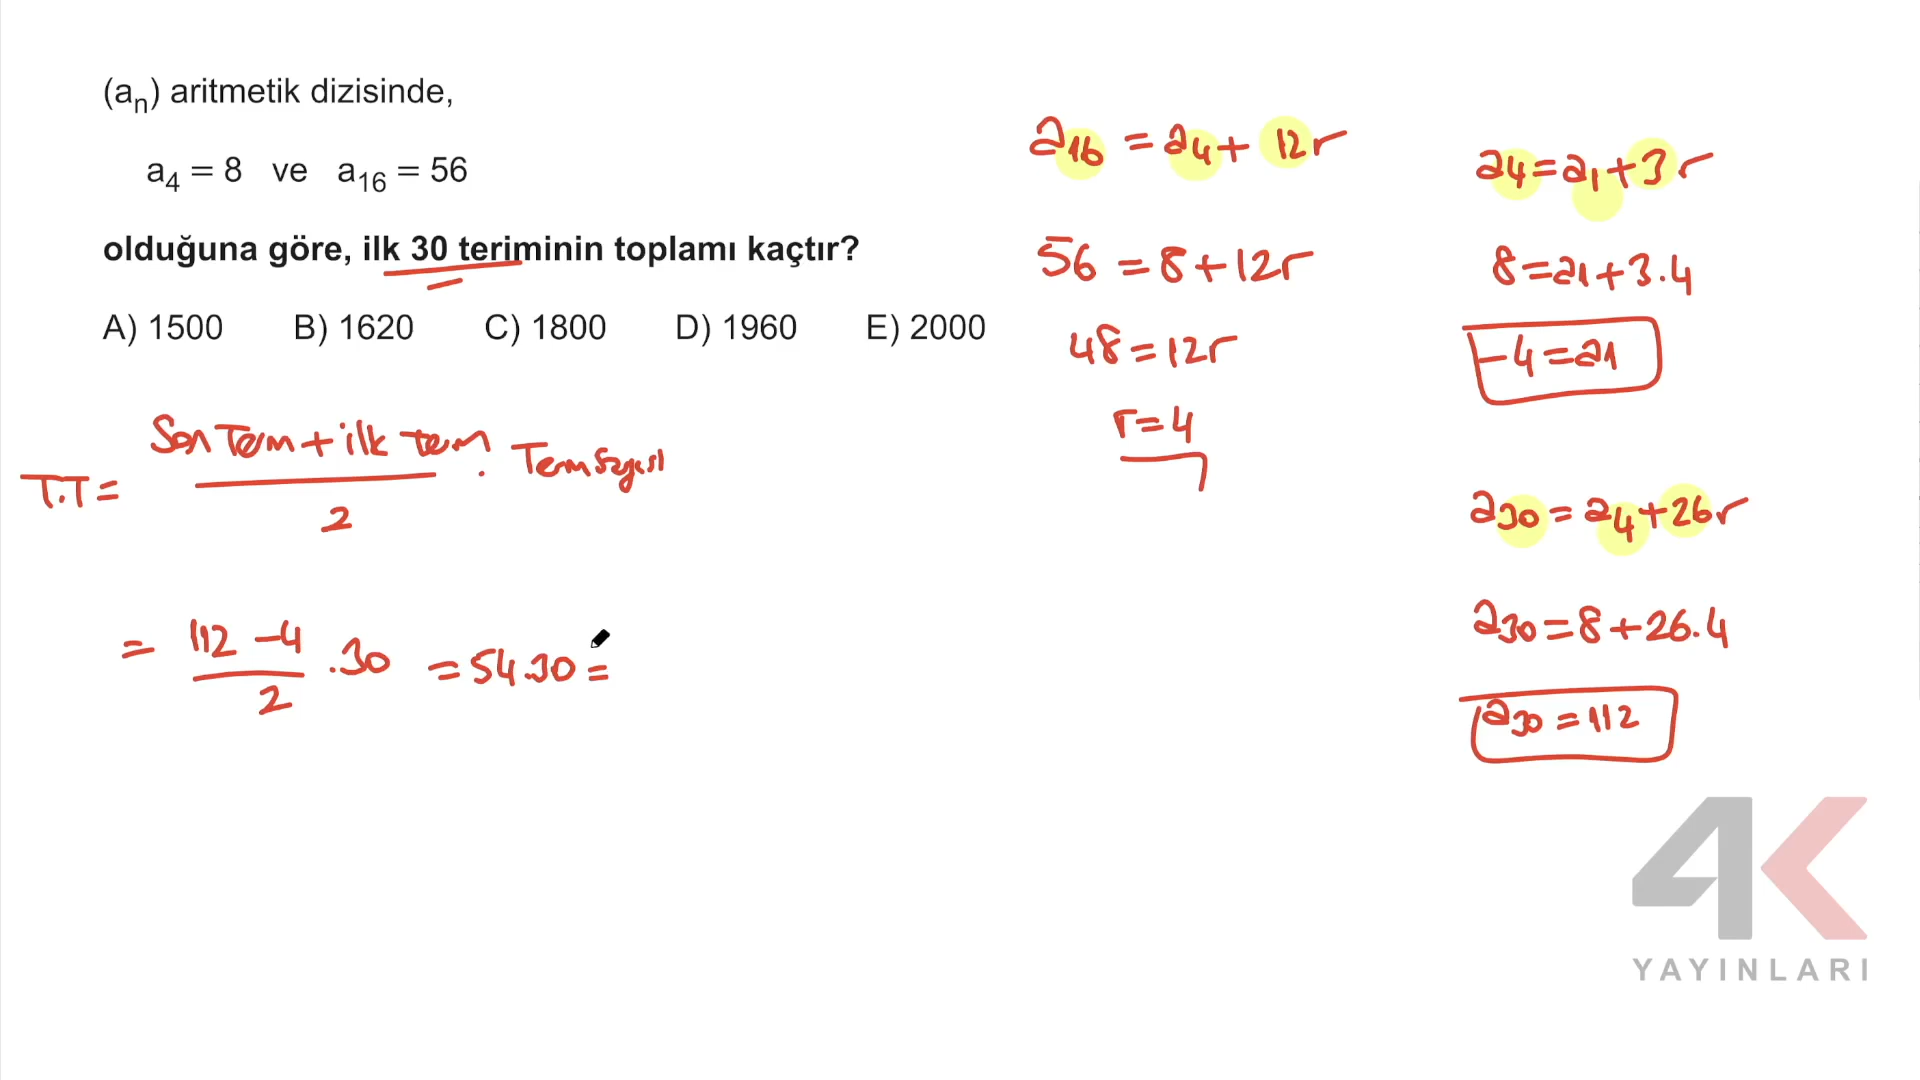 (aₙ) aritmetik dizisinde,
a₄ = 8 ve a₁₆ = 56
olduğuna göre, ilk 30 teriminin toplamı kaçtır?
A) 1500 B) 1620 C) 1800 D) 1960 E) 2000
T.T = (Son Terim + ilk terim / 2) . Terim Sayısı
= (112 - 4 / 2) . 30 = 54.30 =
a₁₆ = a₄ + 12r
56 = 8 + 12r
48 = 12r
r = 4
a₄ = a₁ + 3r
8 = a₁ + 3.4
-4 = a₁
a₃₀ = a₄ + 26r
a₃₀ = 8 + 26.4
a₃₀ = 112
4K
YAYINLARI